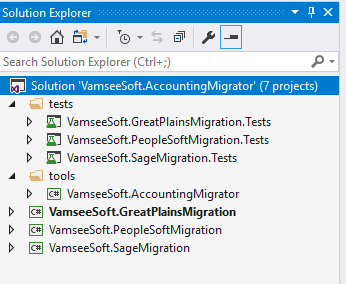 Solution Explorer
Search Solution Explorer (Ctrl+;)
Solution 'VamseeSoft.AccountingMigrator' (7 projects)
tests
VamseeSoft.GreatPlainsMigration.Tests
VamseeSoft.PeopleSoftMigration.Tests
VamseeSoft.SageMigration.Tests
tools
C# VamseeSoft.AccountingMigrator
C# VamseeSoft.GreatPlainsMigration
C# VamseeSoft.PeopleSoftMigration
C# VamseeSoft.SageMigration